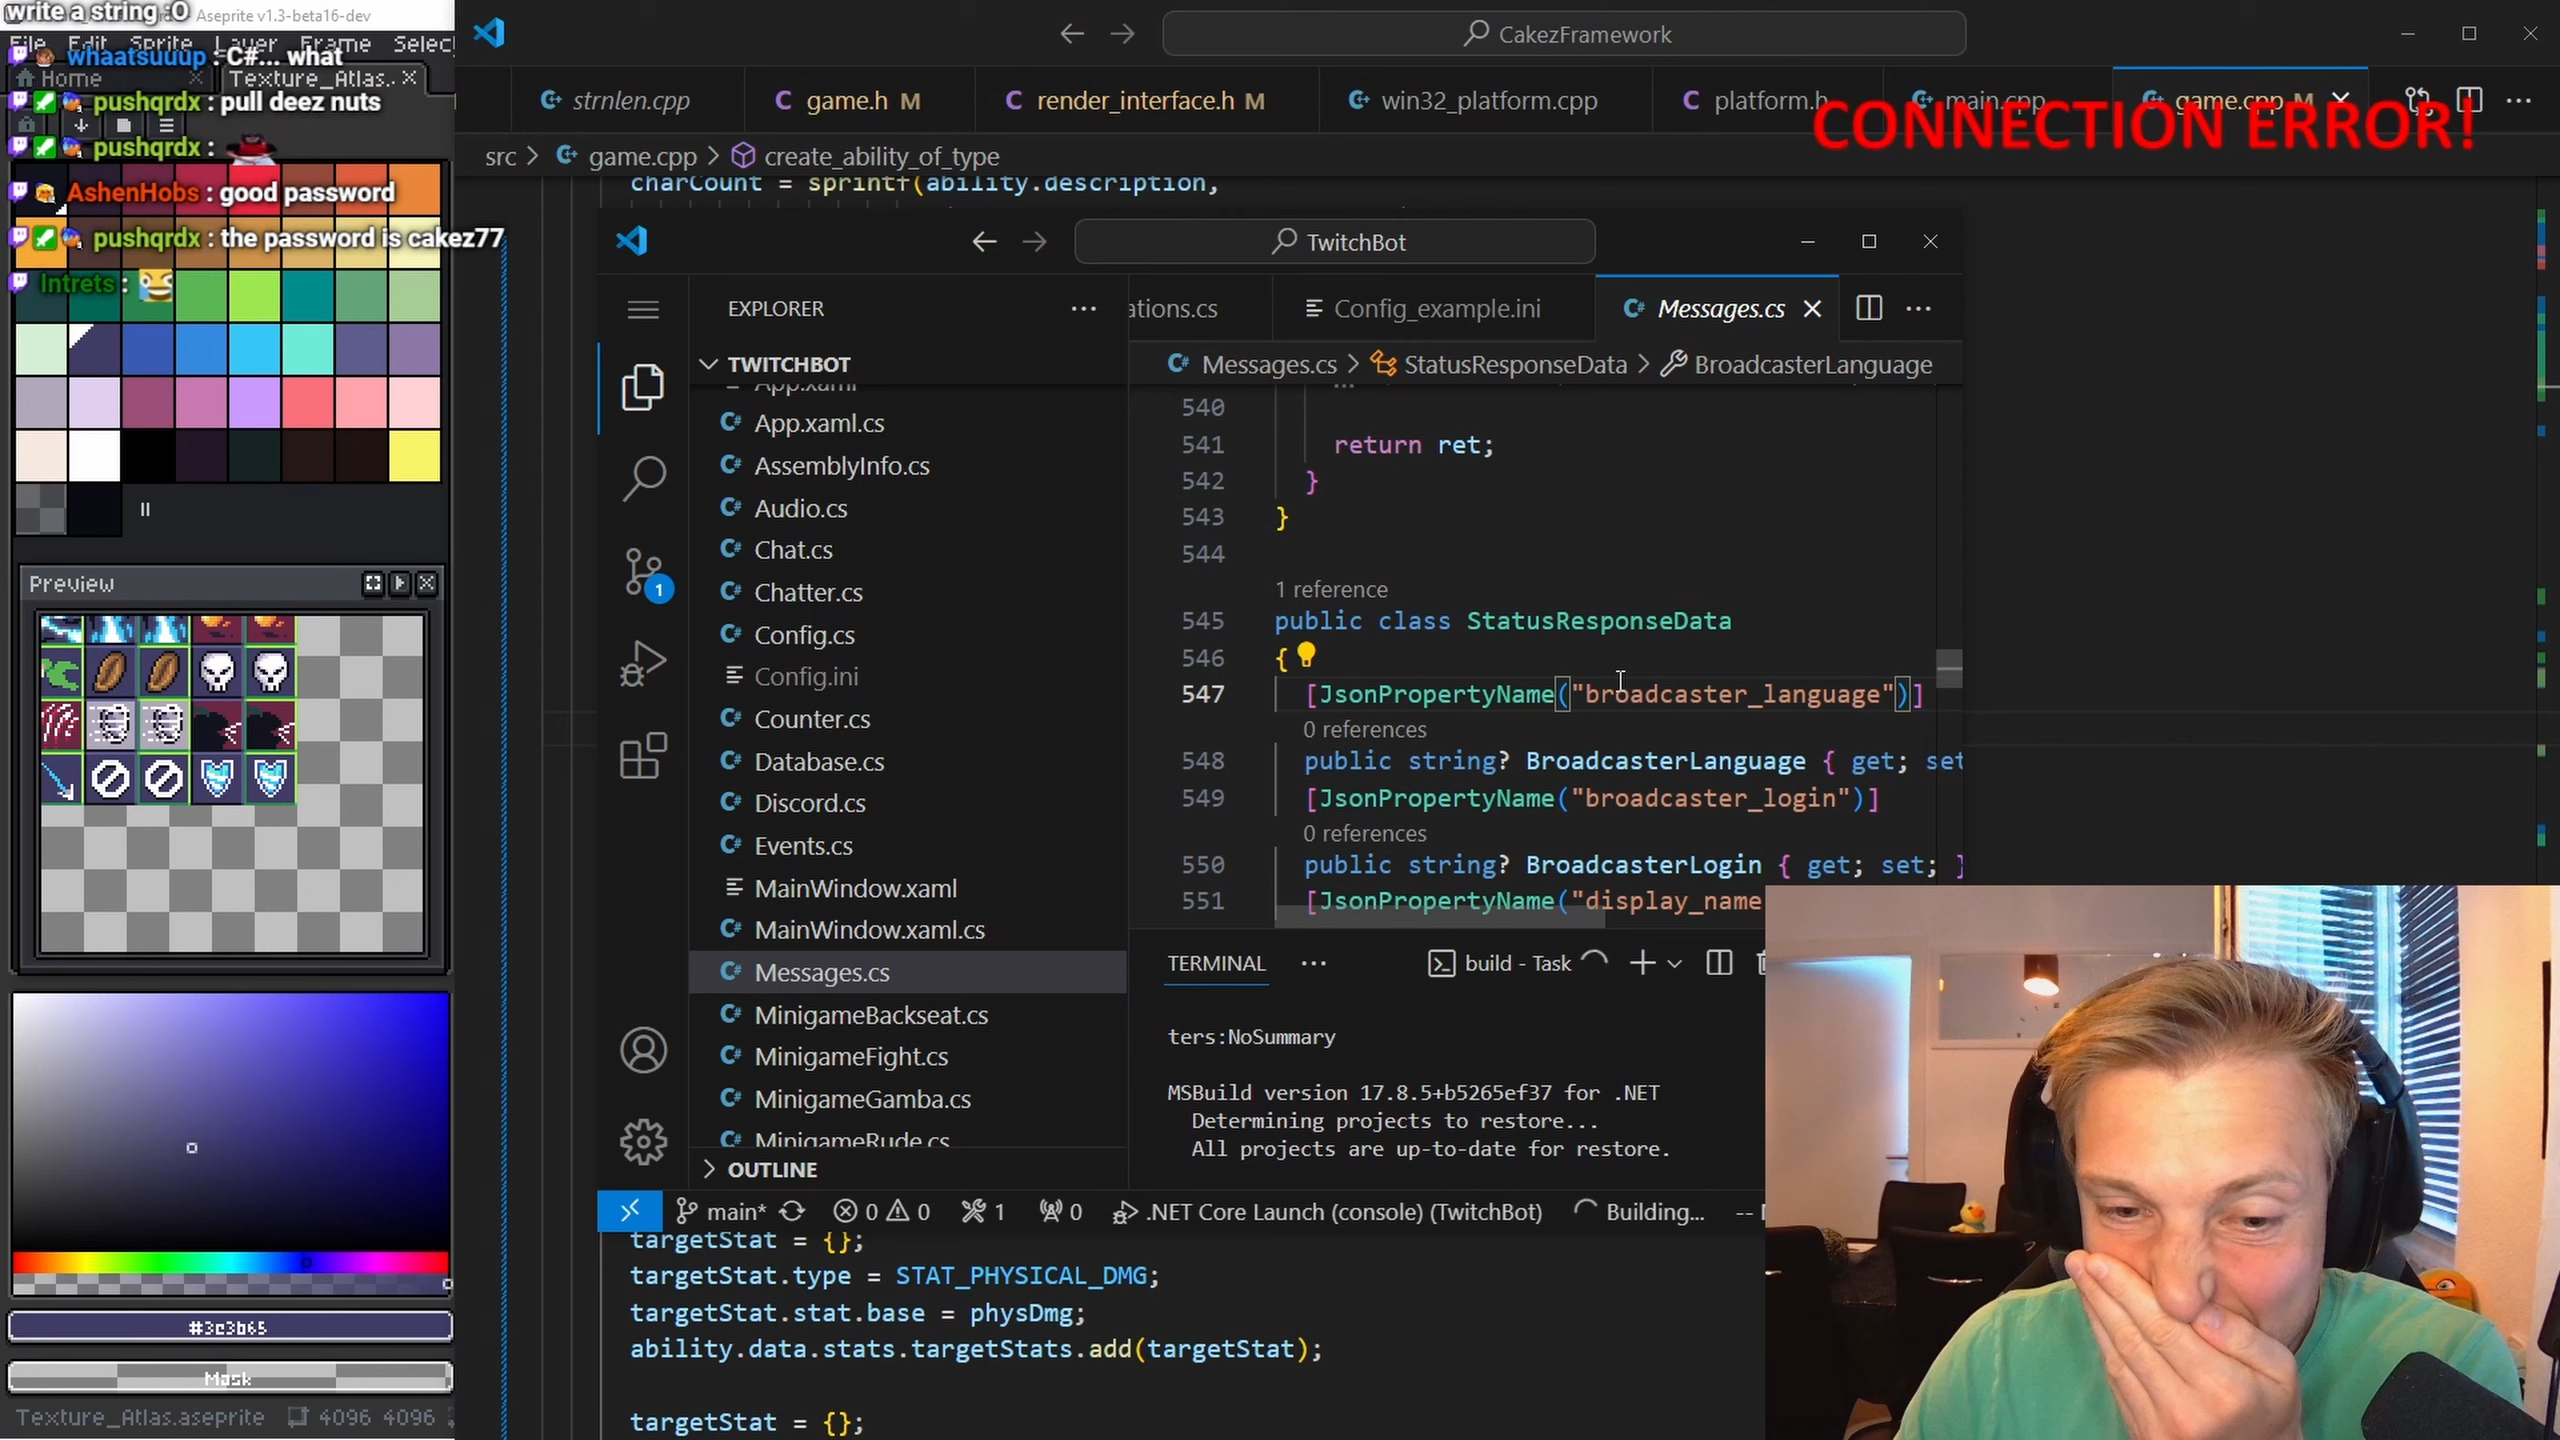 write a string :O
Aseprite v1.3-beta16-dev
File Edit Sprite Layer Frame Selec
whaatsuuup : C#... what
Home
Texture_Atlas..
pushqrdx : pull deez nuts
pushqrdx :
AshenHobs : good password
pushqrdx : the password is cakez77
Intrets :
Preview
#3e3b65
Mask
Texture_Atlas.aseprite 4096 4096
CakezFramework
strnlen.cpp
game.h M
render_interface.h M
win32_platform.cpp
platform.h
main.cpp
game.cpp M
CONNECTION ERROR!
src > game.cpp > create_ability_of_type
charCount = sprintf(ability.description,
TwitchBot
EXPLORER
TWITCHBOT
App.xaml
App.xaml.cs
AssemblyInfo.cs
Audio.cs
Chat.cs
Chatter.cs
Config.cs
Config.ini
Counter.cs
Database.cs
Discord.cs
Events.cs
MainWindow.xaml
MainWindow.xaml.cs
Messages.cs
MinigameBackseat.cs
MinigameFight.cs
MinigameGamba.cs
MinigameRude.cs
OUTLINE
1
ations.cs
Config_example.ini
Messages.cs
Messages.cs > StatusResponseData > BroadcasterLanguage
540
541 return ret;
542 }
543 }
544
1 reference
545 public class StatusResponseData
546 {
547 [JsonPropertyName("broadcaster_language")]
0 references
548 public string? BroadcasterLanguage { get; set
549 [JsonPropertyName("broadcaster_login")]
0 references
550 public string? BroadcasterLogin { get; set; }
551 [JsonPropertyName("display_name
TERMINAL
build - Task
ters:NoSummary
MSBuild version 17.8.5+b5265ef37 for .NET
Determining projects to restore...
All projects are up-to-date for restore.
main* 0 0 1 0 .NET Core Launch (console) (TwitchBot) Building...
targetStat = {};
targetStat.type = STAT_PHYSICAL_DMG;
targetStat.stat.base = physDmg;
ability.data.stats.targetStats.add(targetStat);
targetStat = {};